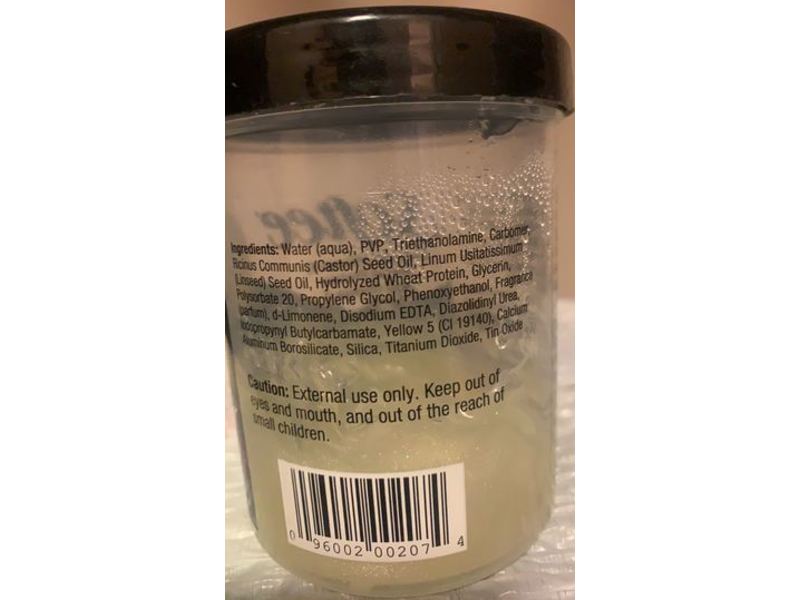 Ingredients: Water (aqua), PVP, Triethanolamine, Carbomer,
Ricinus Communis (Castor) Seed Oil, Linum Usitatissimum
(Linseed) Seed Oil, Hydrolyzed Wheat Protein, Glycerin,
Polysorbate 20, Propylene Glycol, Phenoxyethanol, Fragrance
(parfum), d-Limonene, Disodium EDTA, Diazolidinyl Urea,
Iodopropynyl Butylcarbamate, Yellow 5 (CI 19140), Calcium
Aluminum Borosilicate, Silica, Titanium Dioxide, Tin Oxide
Caution: External use only. Keep out of
eyes and mouth, and out of the reach of
small children.
0 96002 00207 4